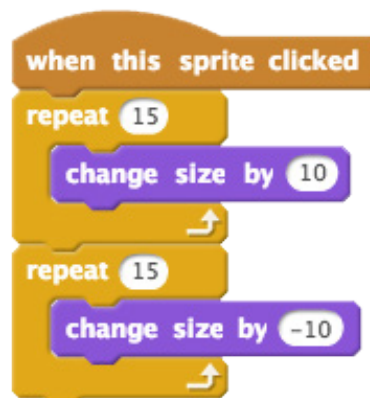 when this sprite clicked
repeat 15
change size by 10
repeat 15
change size by -10